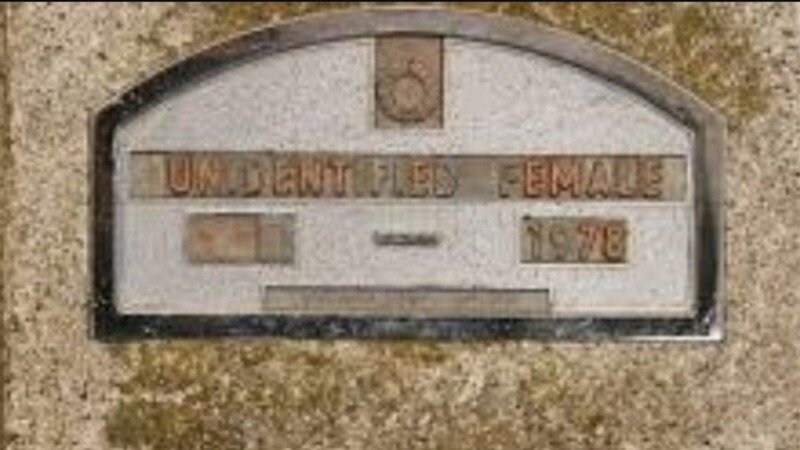 UNIDENTIFIED FEMALE
— 1978